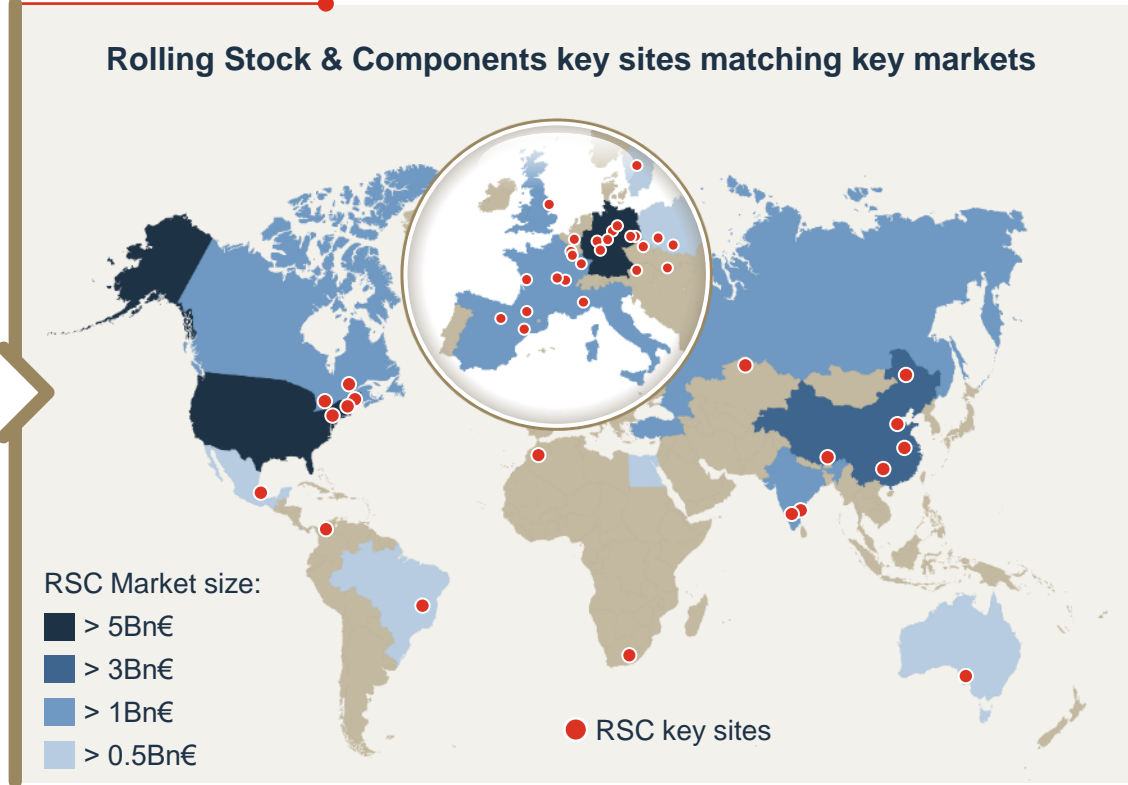 Rolling Stock & Components key sites matching key markets
RSC Market size:
> 5Bn€
> 3Bn€
> 1Bn€
> 0.5Bn€
RSC key sites